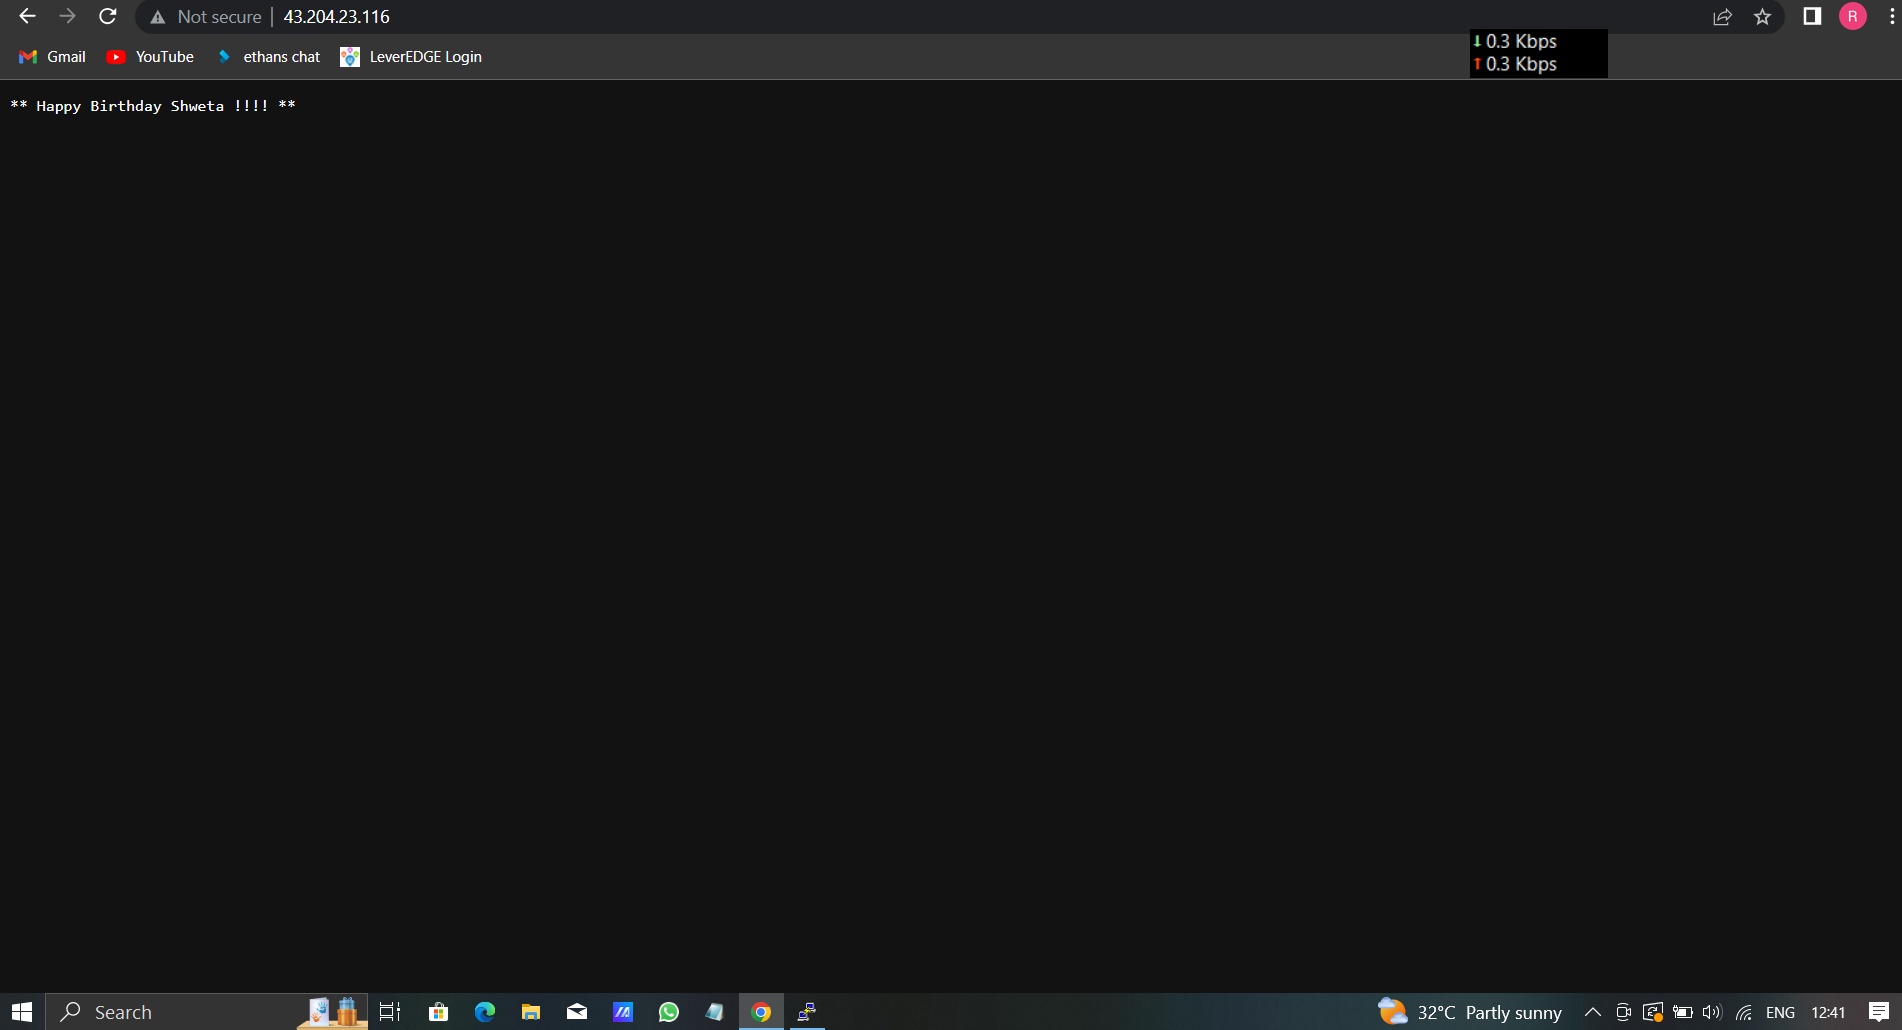 Not secure | 43.204.23.116
Gmail YouTube ethans chat LeverEDGE Login
↓ 0.3 Kbps
↑ 0.3 Kbps
R
** Happy Birthday Shweta !!!! **
Search
32°C Partly sunny ENG 12:41